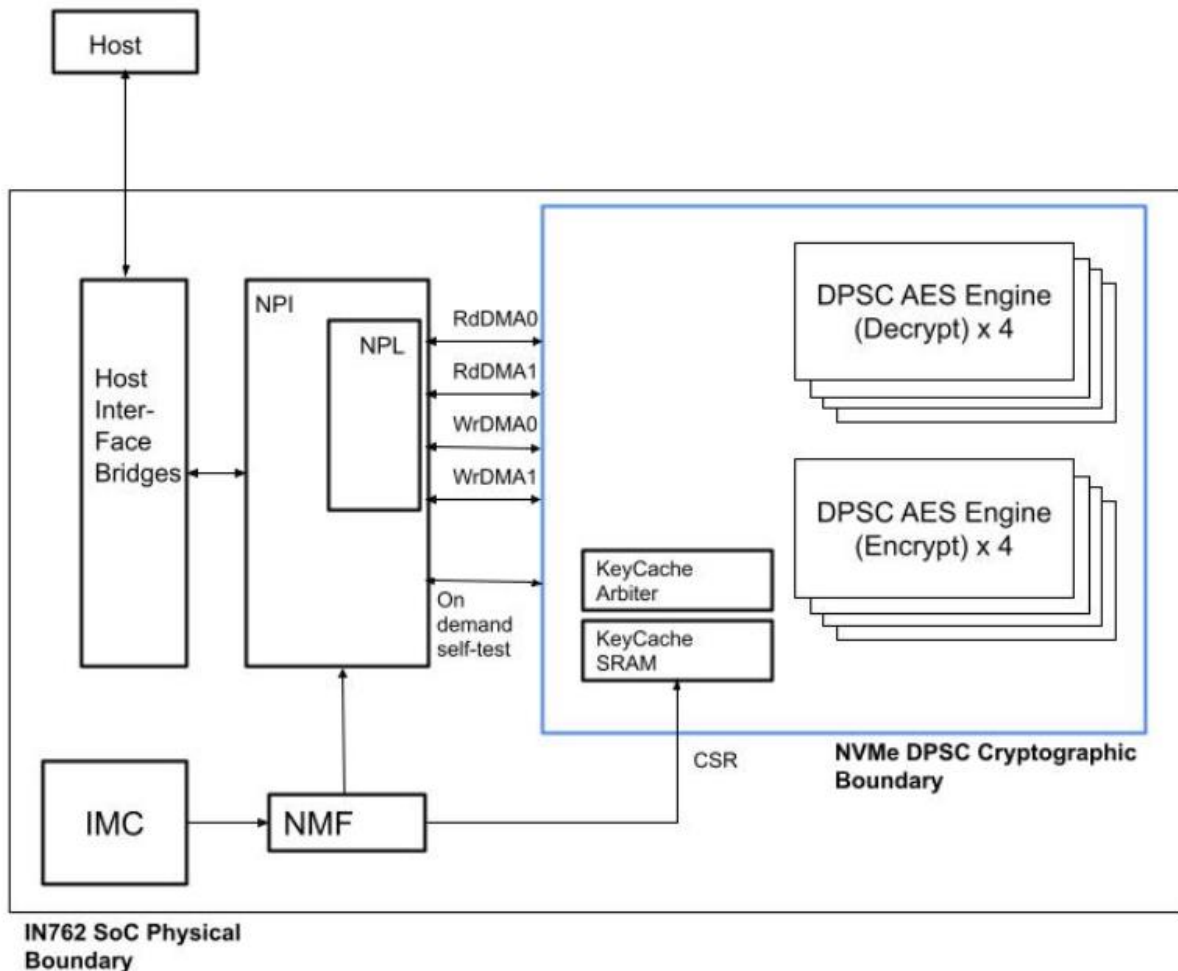 Host
NPI
NPL
Host
Inter-
Face
Bridges
RdDMA0
RdDMA1
WrDMA0
WrDMA1
On
demand
self-test
DPSC AES Engine
(Decrypt) x 4
DPSC AES Engine
(Encrypt) x 4
KeyCache
Arbiter
KeyCache
SRAM
CSR
NVMe DPSC Cryptographic
Boundary
IMC
NMF
IN762 SoC Physical
Boundary